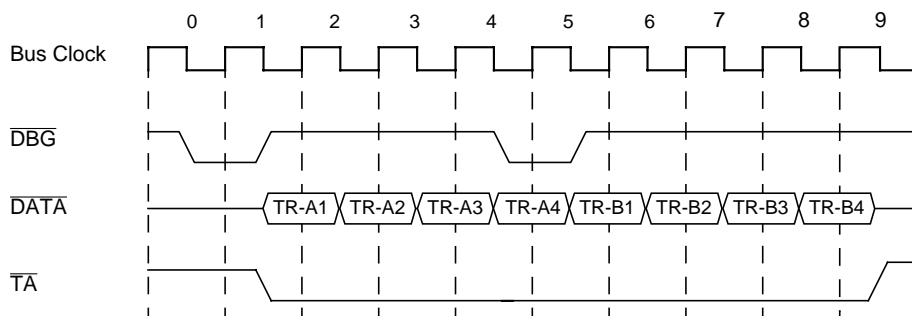 0 1 2 3 4 5 6 7 8 9
Bus Clock
DBG
DATA TR-A1 TR-A2 TR-A3 TR-A4 TR-B1 TR-B2 TR-B3 TR-B4
TA